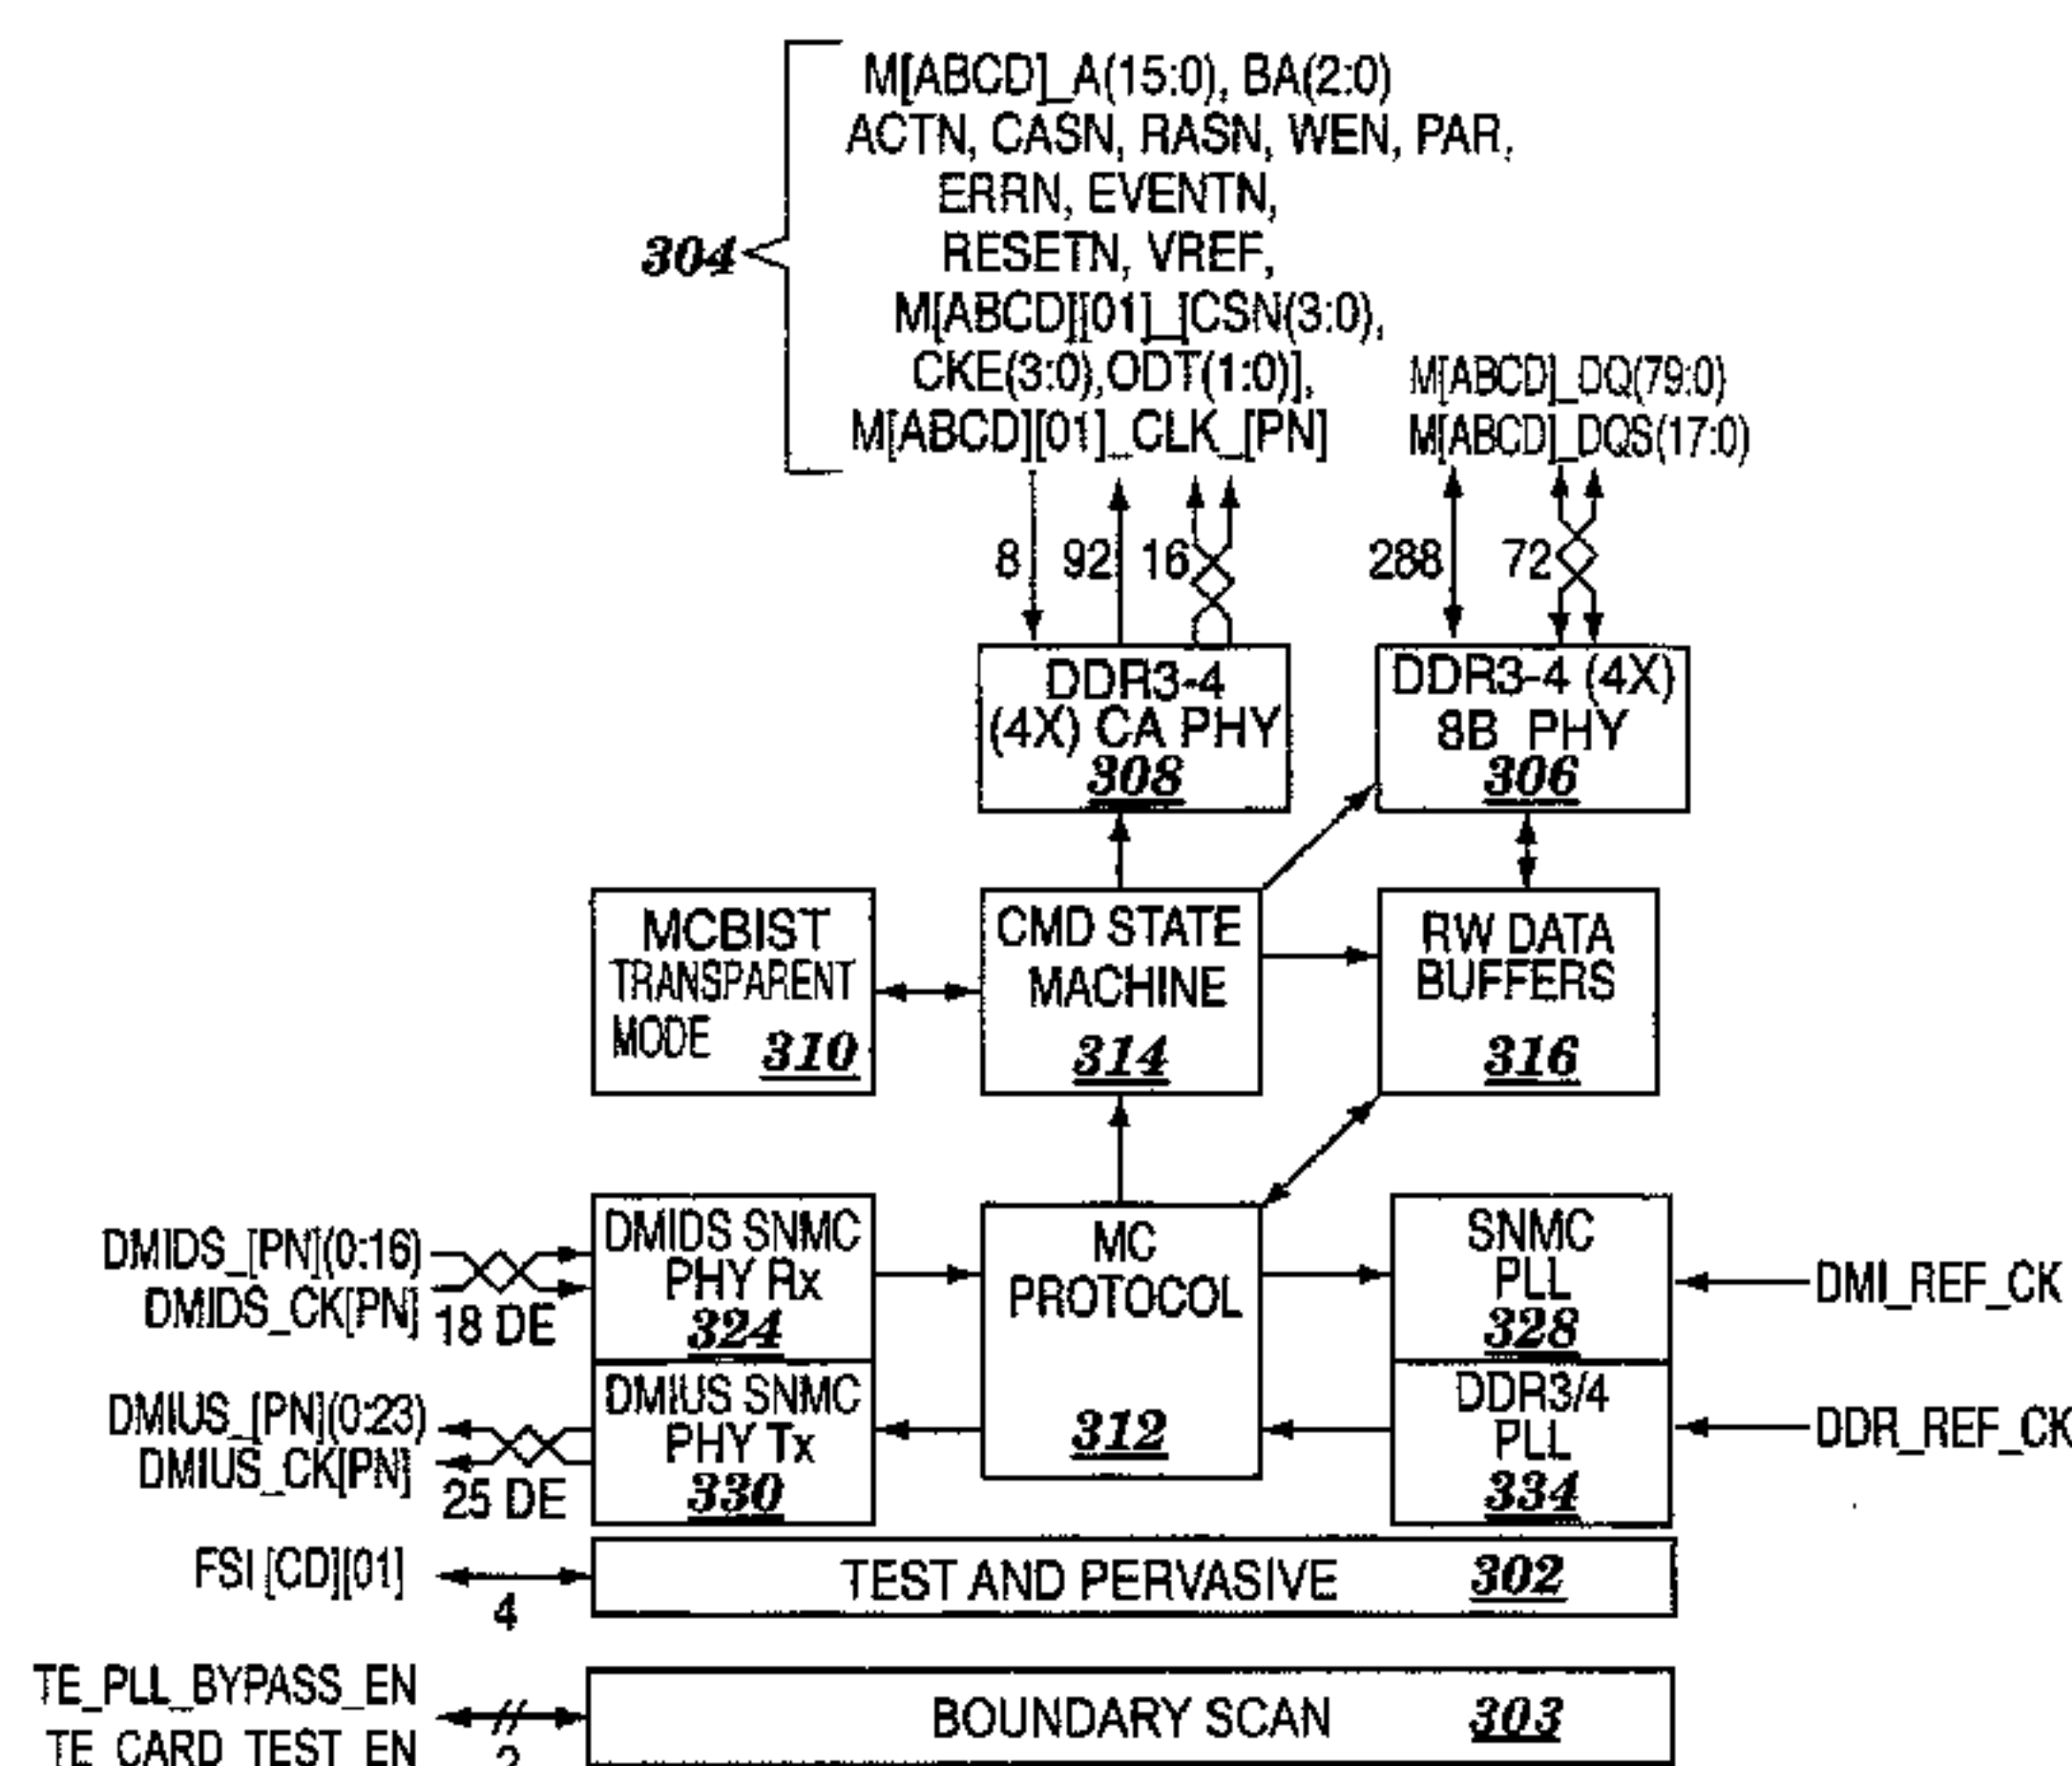 M[ABCD]_A(15:0), BA(2:0)
ACTN, CASN, RASN, WEN, PAR,
ERRN, EVENTN,
304
RESETN, VREF,
M[ABCD][01]_[CSN(3:0),
CKE(3:0),ODT(1:0)],
M[ABCD][01]_CLK_[PN]
M[ABCD]_DQ(79:0)
M[ABCD]_DQS(17:0)
8
92
16
288
72
DDR3-4
(4X) CA PHY
308
DDR3-4 (4X)
8B PHY
306
MCBIST
TRANSPARENT
MODE 310
CMD STATE
MACHINE
314
RW DATA
BUFFERS
316
DMIDS_[PN](0:16)
DMIDS_CK[PN]
18 DE
DMIDS SNMC
PHY Rx
324
MC
PROTOCOL
312
SNMC
PLL
328
DMI_REF_CK
DMIUS_[PN](0:23)
DMIUS_CK[PN]
25 DE
DMIUS SNMC
PHY Tx
330
DDR3/4
PLL
334
DDR_REF_CK
FSI [CD][01]
4
TEST AND PERVASIVE 302
TE_PLL_BYPASS_EN
TE_CARD_TEST_EN
2
BOUNDARY SCAN 303